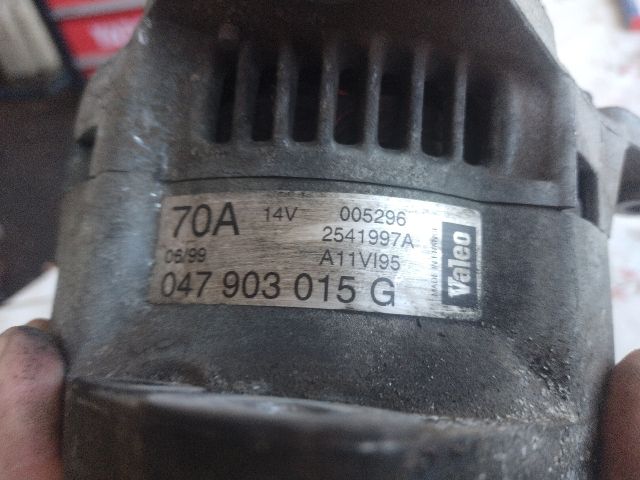 70A 14V 005296
2541997A
06/99 A11VI95
047 903 015 G
Valeo